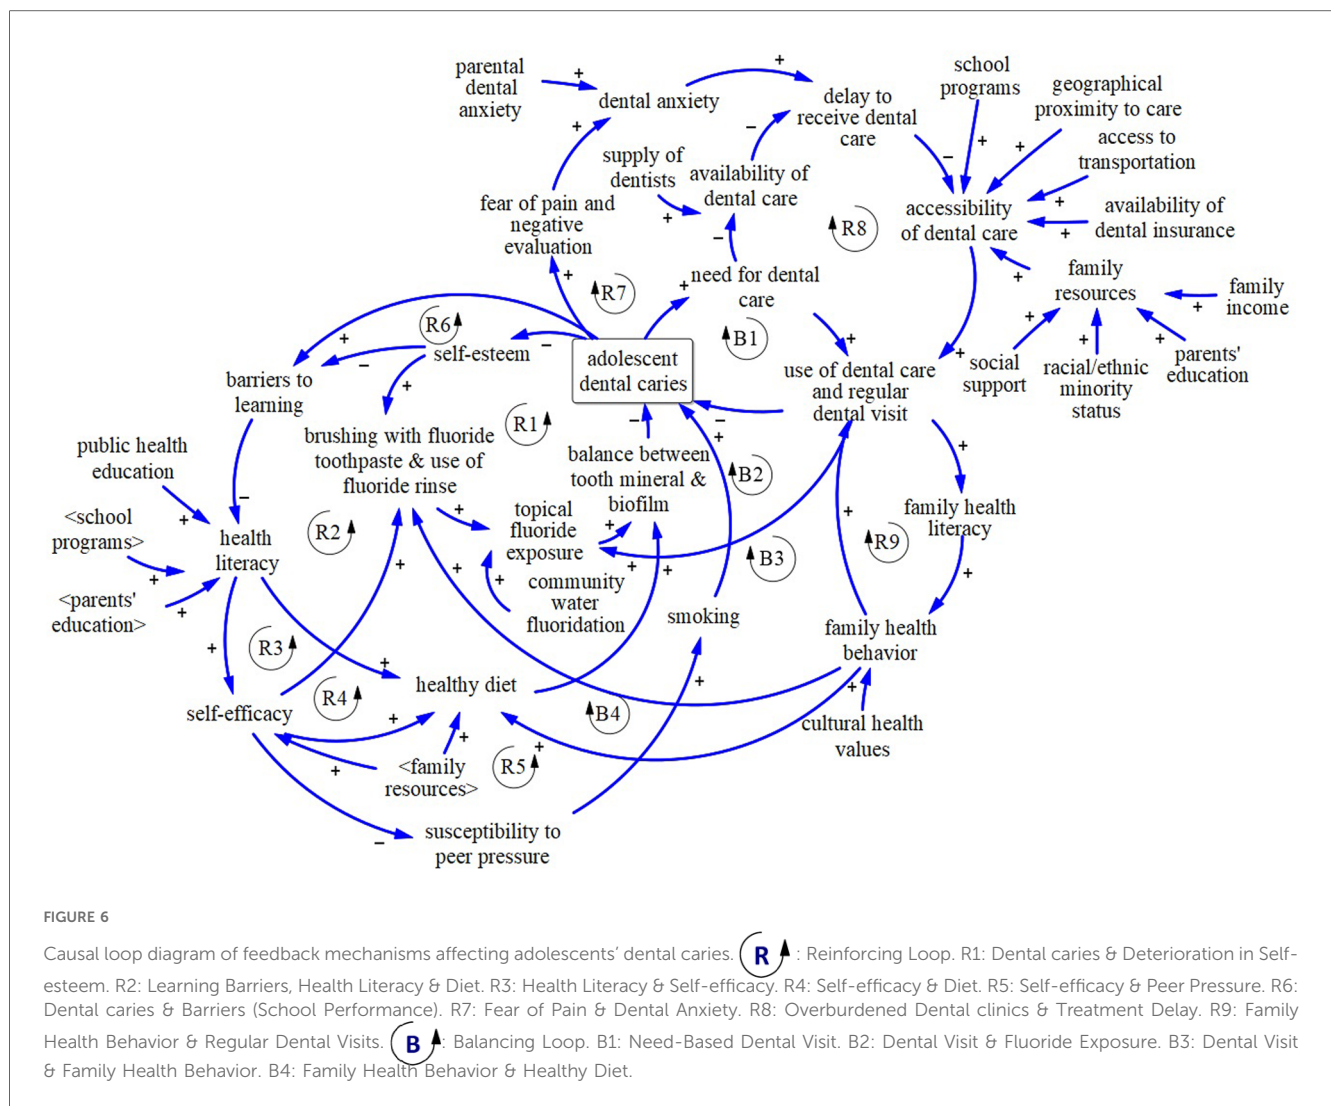 parental
dental
anxiety
+
dental anxiety
+
delay to
receive dental
care
school
programs
geographical
proximity to care
access to
transportation
+
–
supply of
dentists
availability of
dental care
–
+
+
+
fear of pain and
negative
evaluation
+
–
R8
accessibility
of dental care
+
availability of
dental insurance
+
+
R7
+
need for dental
care
+
family
resources
family
income
+
R6
+
self-esteem
–
–
adolescent
dental caries
B1
+
use of dental care
and regular
dental visit
+
social
support
+
racial/ethnic
minority
status
+
+
parents'
education
barriers to
learning
+
R1
–
–
+
public health
education
brushing with fluoride
toothpaste & use of
fluoride rinse
balance between
tooth mineral &
biofilm
B2
+
–
+
<school
programs>
health
literacy
R2
+
topical
fluoride
exposure
+
+
R9
family health
literacy
+
+
+
+
+
+
+
B3
+
<parents'
education>
community
water
fluoridation
smoking
family health
behavior
+
R3
+
+
healthy diet
R4
self-efficacy
+
+
+
+
B4
+
cultural health
values
<family
resources>
R5
+
–
susceptibility to
peer pressure
FIGURE 6
Causal loop diagram of feedback mechanisms affecting adolescents' dental caries. R : Reinforcing Loop. R1: Dental caries & Deterioration in Self-
esteem. R2: Learning Barriers, Health Literacy & Diet. R3: Health Literacy & Self-efficacy. R4: Self-efficacy & Diet. R5: Self-efficacy & Peer Pressure. R6:
Dental caries & Barriers (School Performance). R7: Fear of Pain & Dental Anxiety. R8: Overburdened Dental clinics & Treatment Delay. R9: Family
Health Behavior & Regular Dental Visits. B : Balancing Loop. B1: Need-Based Dental Visit. B2: Dental Visit & Fluoride Exposure. B3: Dental Visit
& Family Health Behavior. B4: Family Health Behavior & Healthy Diet.